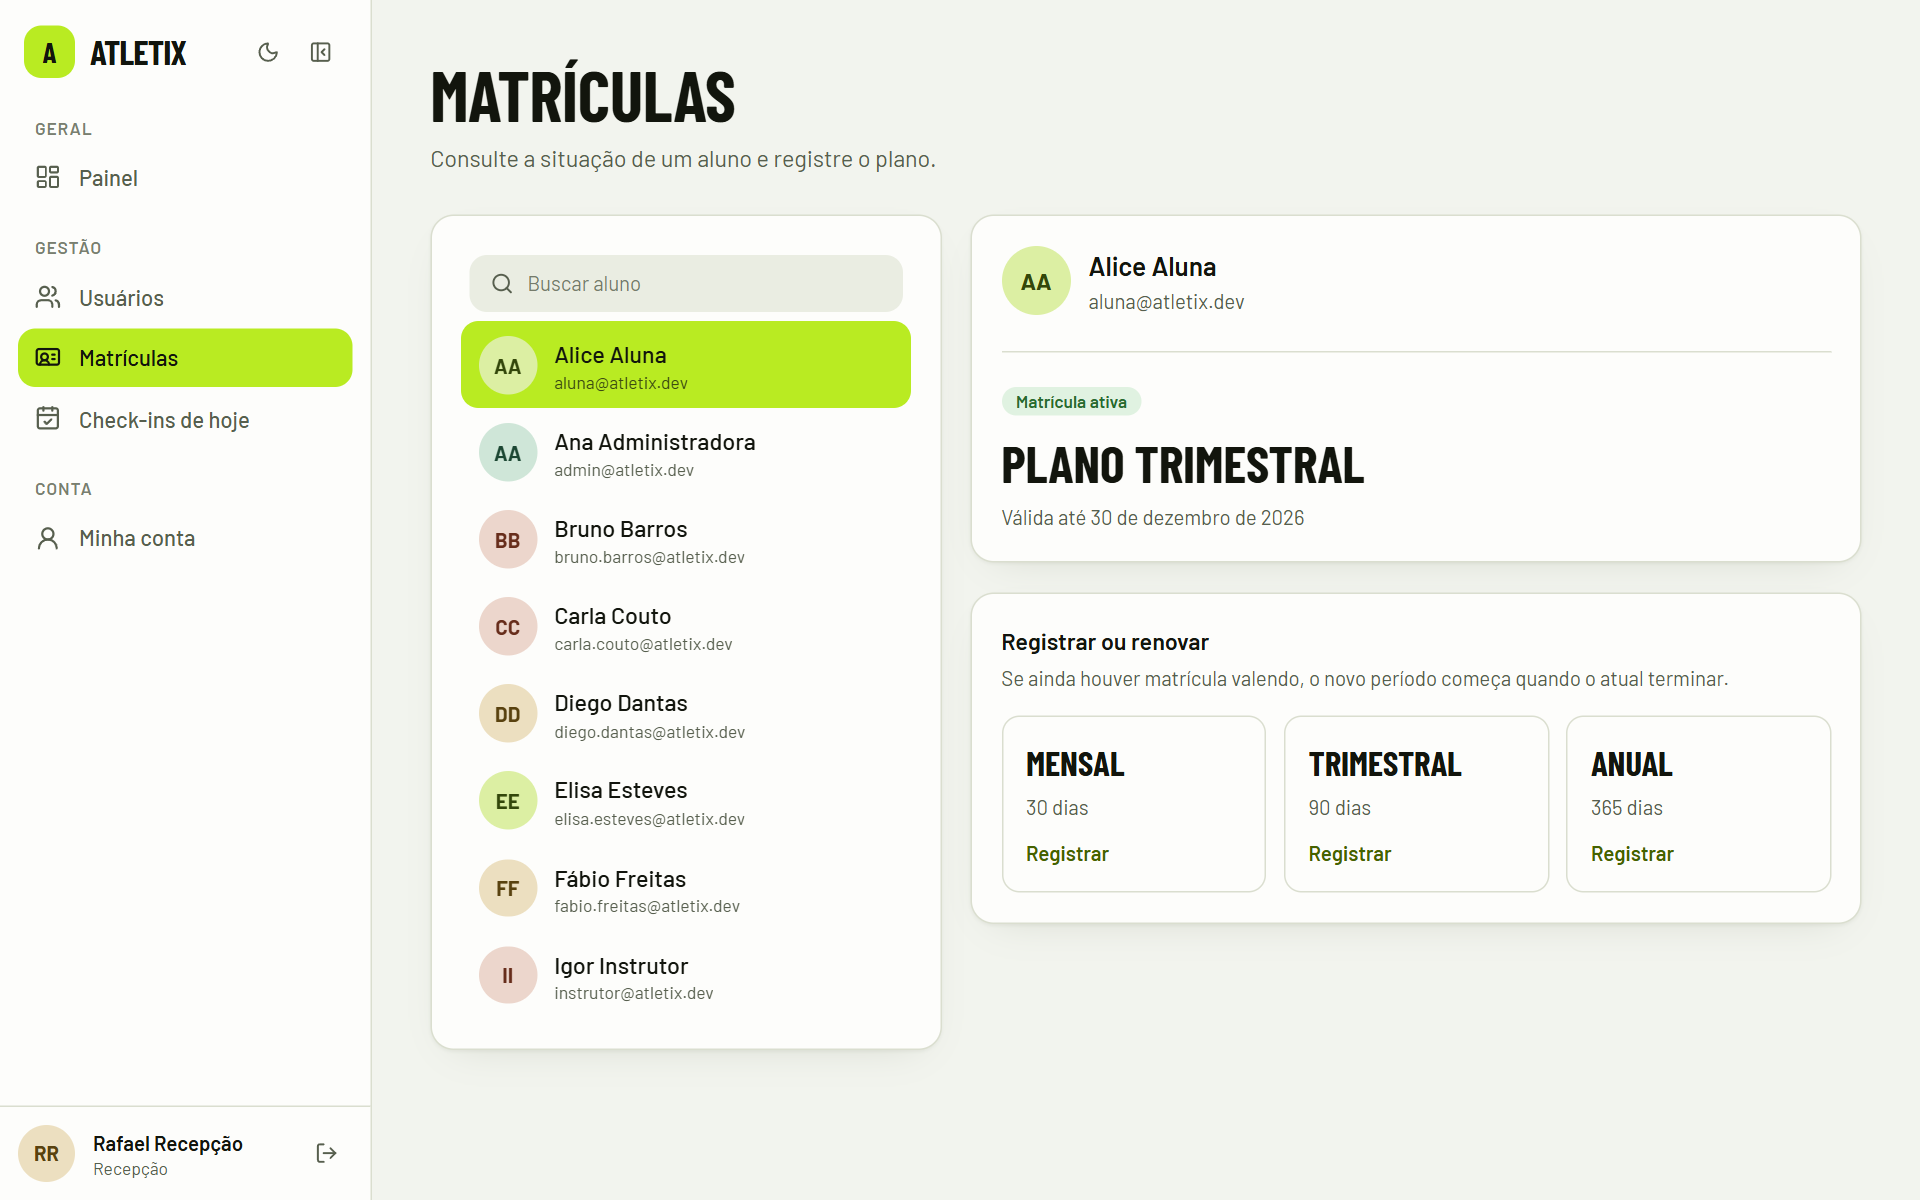 A
ATLETIX
GERAL
Painel
GESTÃO
Usuários
Matrículas
Check-ins de hoje
CONTA
Minha conta
RR
Rafael Recepção
Recepção
MATRÍCULAS
Consulte a situação de um aluno e registre o plano.
Buscar aluno
AA
Alice Aluna
aluna@atletix.dev
AA
Ana Administradora
admin@atletix.dev
BB
Bruno Barros
bruno.barros@atletix.dev
CC
Carla Couto
carla.couto@atletix.dev
DD
Diego Dantas
diego.dantas@atletix.dev
EE
Elisa Esteves
elisa.esteves@atletix.dev
FF
Fábio Freitas
fabio.freitas@atletix.dev
II
Igor Instrutor
instrutor@atletix.dev
AA
Alice Aluna
aluna@atletix.dev
Matrícula ativa
PLANO TRIMESTRAL
Válida até 30 de dezembro de 2026
Registrar ou renovar
Se ainda houver matrícula valendo, o novo período começa quando o atual terminar.
MENSAL
30 dias
Registrar
TRIMESTRAL
90 dias
Registrar
ANUAL
365 dias
Registrar